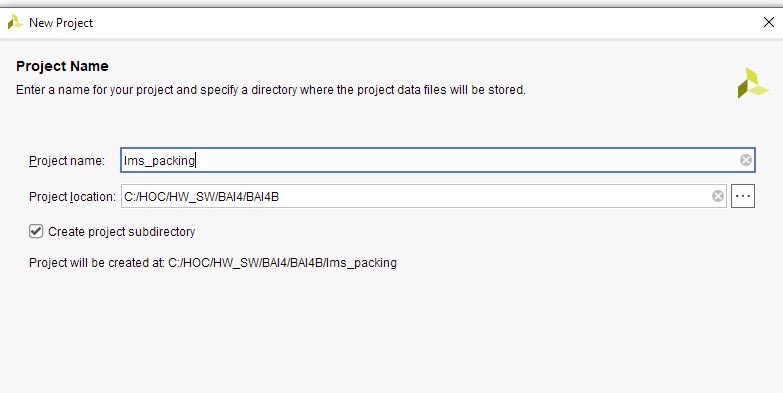 New Project
Project Name
Enter a name for your project and specify a directory where the project data files will be stored.
Project name: lms_packing
Project location: C:/HOC/HW_SW/BAI4/BAI4B
...
Create project subdirectory
Project will be created at: C:/HOC/HW_SW/BAI4/BAI4B/lms_packing